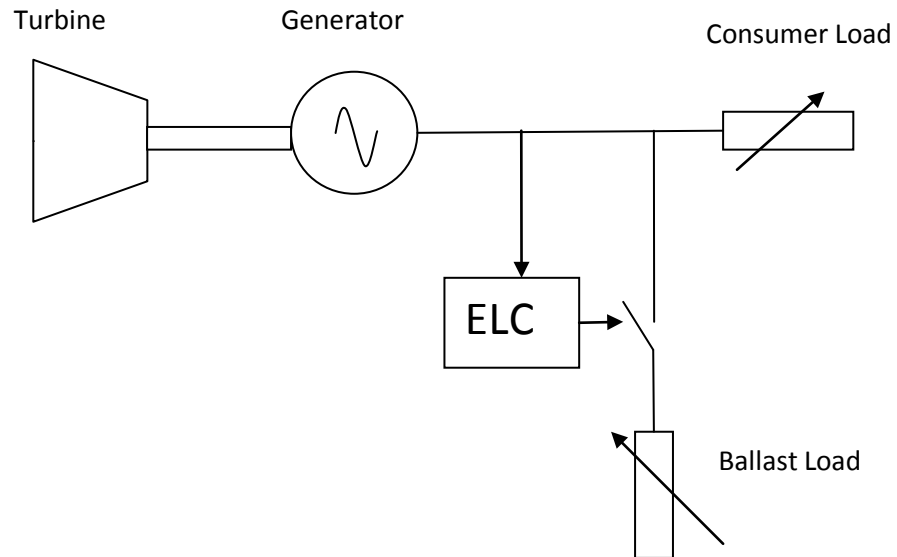 Turbine
Generator
Consumer Load
ELC
Ballast Load